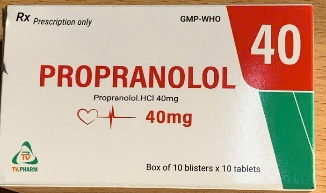 Rx Prescription only
GMP-WHO
40
PROPRANOLOL
Propranolol.HCl 40mg
40mg
TV
TV.PHARM
Box of 10 blisters x 10 tablets